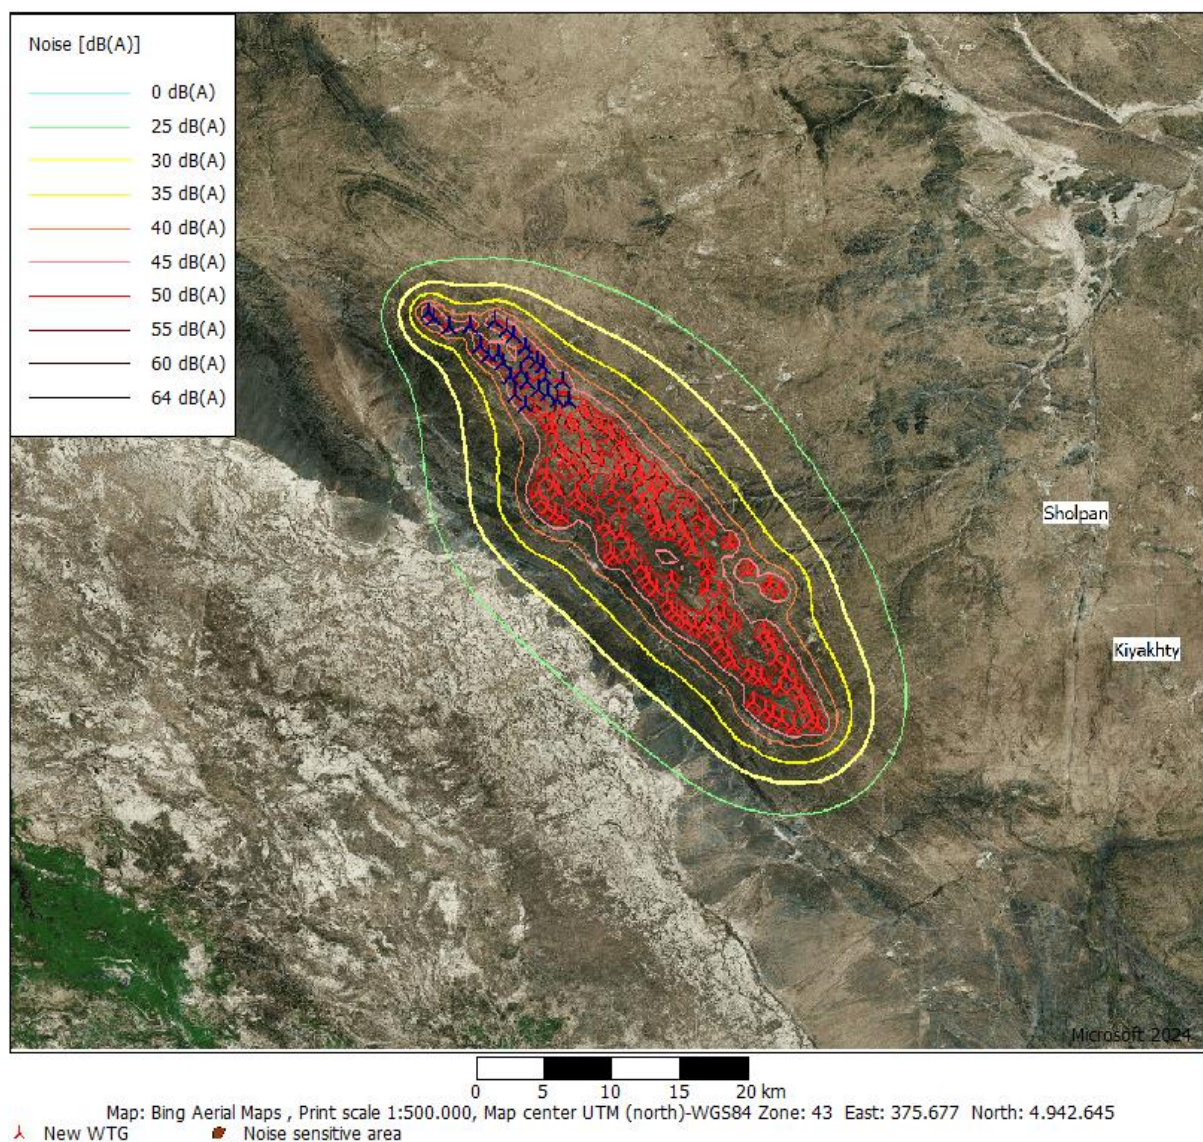 Noise [dB(A)]
0 dB(A)
25 dB(A)
30 dB(A)
35 dB(A)
40 dB(A)
45 dB(A)
50 dB(A)
55 dB(A)
60 dB(A)
64 dB(A)
Sholpan
Kiyakhty
Microsoft 2024
0 5 10 15 20 km
Map: Bing Aerial Maps , Print scale 1:500.000, Map center UTM (north)-WGS84 Zone: 43 East: 375.677 North: 4.942.645
New WTG Noise sensitive area